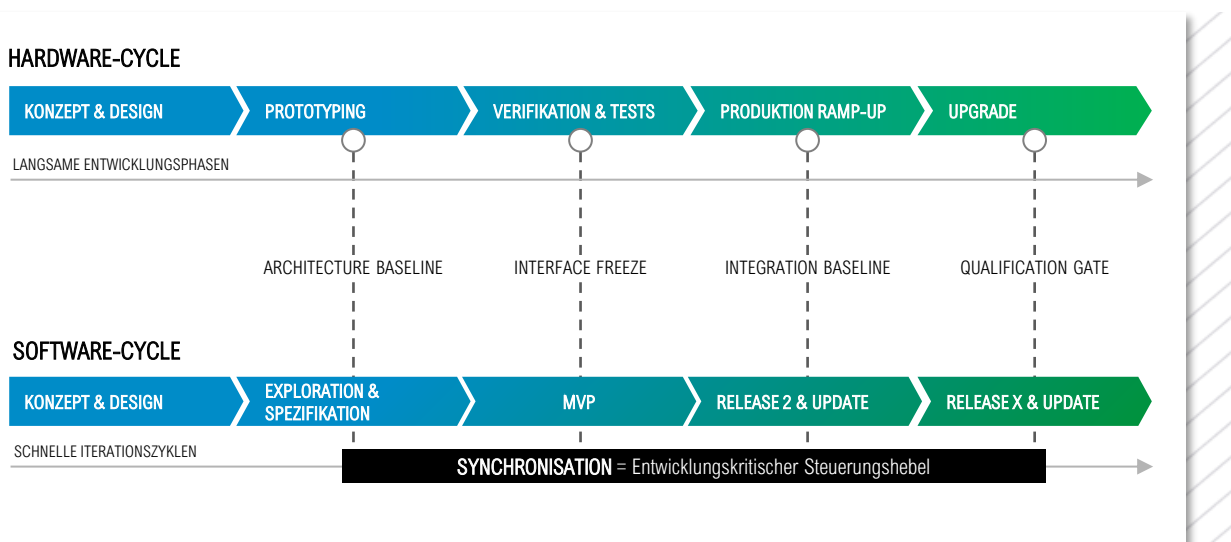 HARDWARE-CYCLE
KONZEPT & DESIGN
PROTOTYPING
VERIFIKATION & TESTS
PRODUKTION RAMP-UP
UPGRADE
LANGSAME ENTWICKLUNGSPHASEN
ARCHITECTURE BASELINE
INTERFACE FREEZE
INTEGRATION BASELINE
QUALIFICATION GATE
SOFTWARE-CYCLE
KONZEPT & DESIGN
EXPLORATION &
SPEZIFIKATION
MVP
RELEASE 2 & UPDATE
RELEASE X & UPDATE
SCHNELLE ITERATIONSZYKLEN
SYNCHRONISATION = Entwicklungskritischer Steuerungshebel